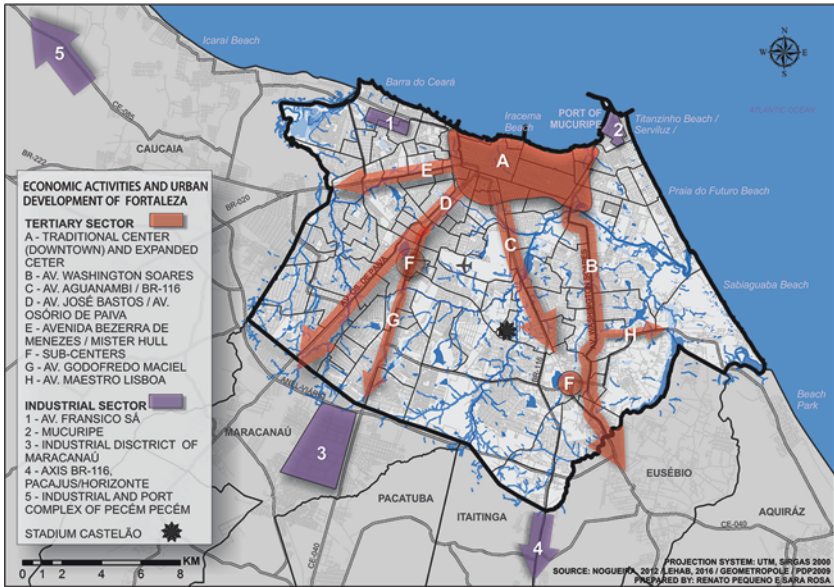 5
Icaraí Beach
Barra do Ceará
N
W E
S
CE-085
1
Iracema
Beach
PORT OF
MUCURIPE
2
Titanzinho Beach /
Serviluz /
ATLANTIC OCEAN
CAUCAIA
BR-222
A
E
Praia do Futuro Beach
BR-020
D
C
B
F
Sabiaguaba Beach
G
H
BR-116
F
ANEL VIÁRIO
Beach
Park
MARACANAÚ
3
EUSÉBIO
PACATUBA
ITAITINGA
AQUIRÁZ
CE-040
CE-040
4
ECONOMIC ACTIVITIES AND URBAN
DEVELOPMENT OF FORTALEZA
TERTIARY SECTOR
A - TRADITIONAL CENTER
(DOWNTOWN) AND EXPANDED
CETER
B - AV. WASHINGTON SOARES
C - AV. AGUANAMBI / BR-116
D - AV. JOSÉ BASTOS / AV.
OSÓRIO DE PAIVA
E - AVENIDA BEZERRA DE
MENEZES / MISTER HULL
F - SUB-CENTERS
G - AV. GODOFREDO MACIEL
H - AV. MAESTRO LISBOA
INDUSTRIAL SECTOR
1 - AV. FRANSICO SÁ
2 - MUCURIPE
3 - INDUSTRIAL DISCTRICT OF
MARACANAÚ
4 - AXIS BR-116,
PACAJUS/HORIZONTE
5 - INDUSTRIAL AND PORT
COMPLEX OF PECÉM PECÉM
STADIUM CASTELÃO
KM
0 1 2 4 6 8
PROJECTION SYSTEM: UTM, SIRGAS 2000
SOURCE: NOGUEIRA, 2012 /LEHAB, 2016 / GEOMETROPOLE / PDP2009
PREPARED BY: RENATO PEQUENO E SARA ROSA